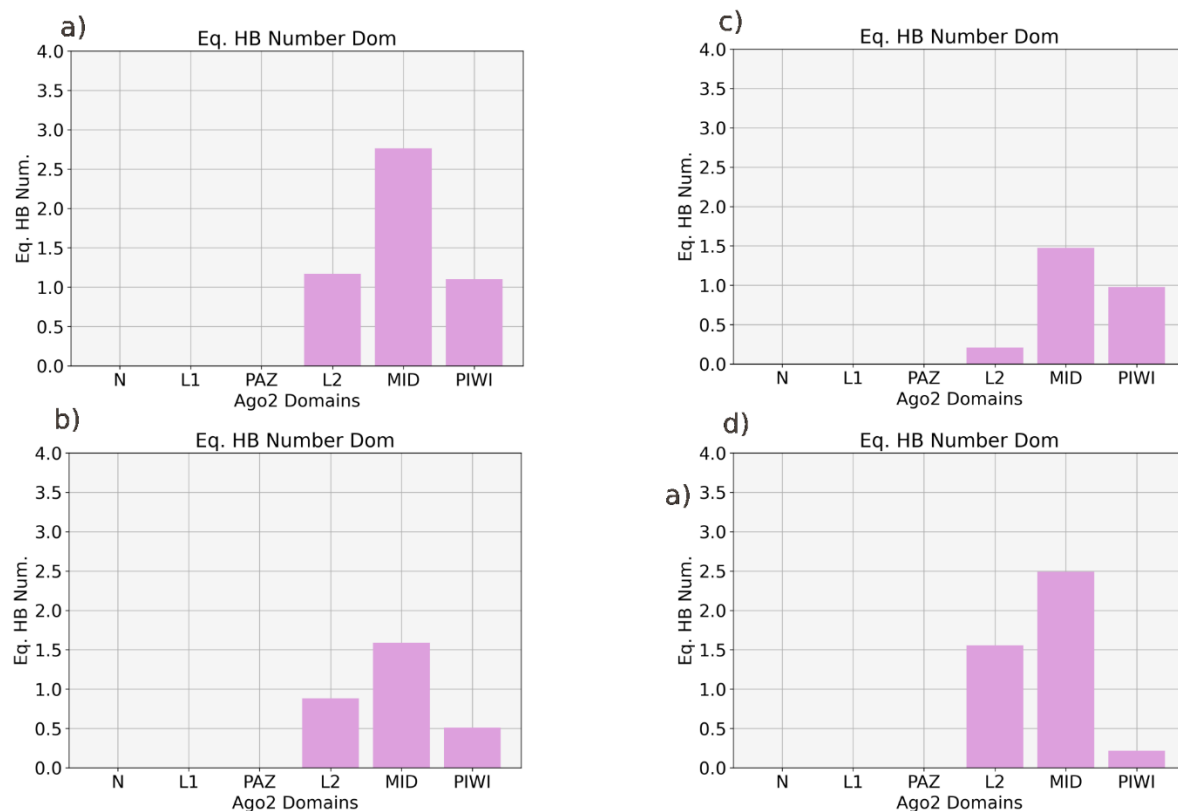 a)
Eq. HB Number Dom
4.0
3.5
3.0
2.5
2.0
1.5
1.0
0.5
0.0
Eq. HB Num.
N L1 PAZ L2 MID PIWI
Ago2 Domains
b)
Eq. HB Number Dom
4.0
3.5
3.0
2.5
2.0
1.5
1.0
0.5
0.0
Eq. HB Num.
N L1 PAZ L2 MID PIWI
Ago2 Domains
c)
Eq. HB Number Dom
4.0
3.5
3.0
2.5
2.0
1.5
1.0
0.5
0.0
Eq. HB Num.
N L1 PAZ L2 MID PIWI
Ago2 Domains
d)
Eq. HB Number Dom
a)
4.0
3.5
3.0
2.5
2.0
1.5
1.0
0.5
0.0
Eq. HB Num.
N L1 PAZ L2 MID PIWI
Ago2 Domains